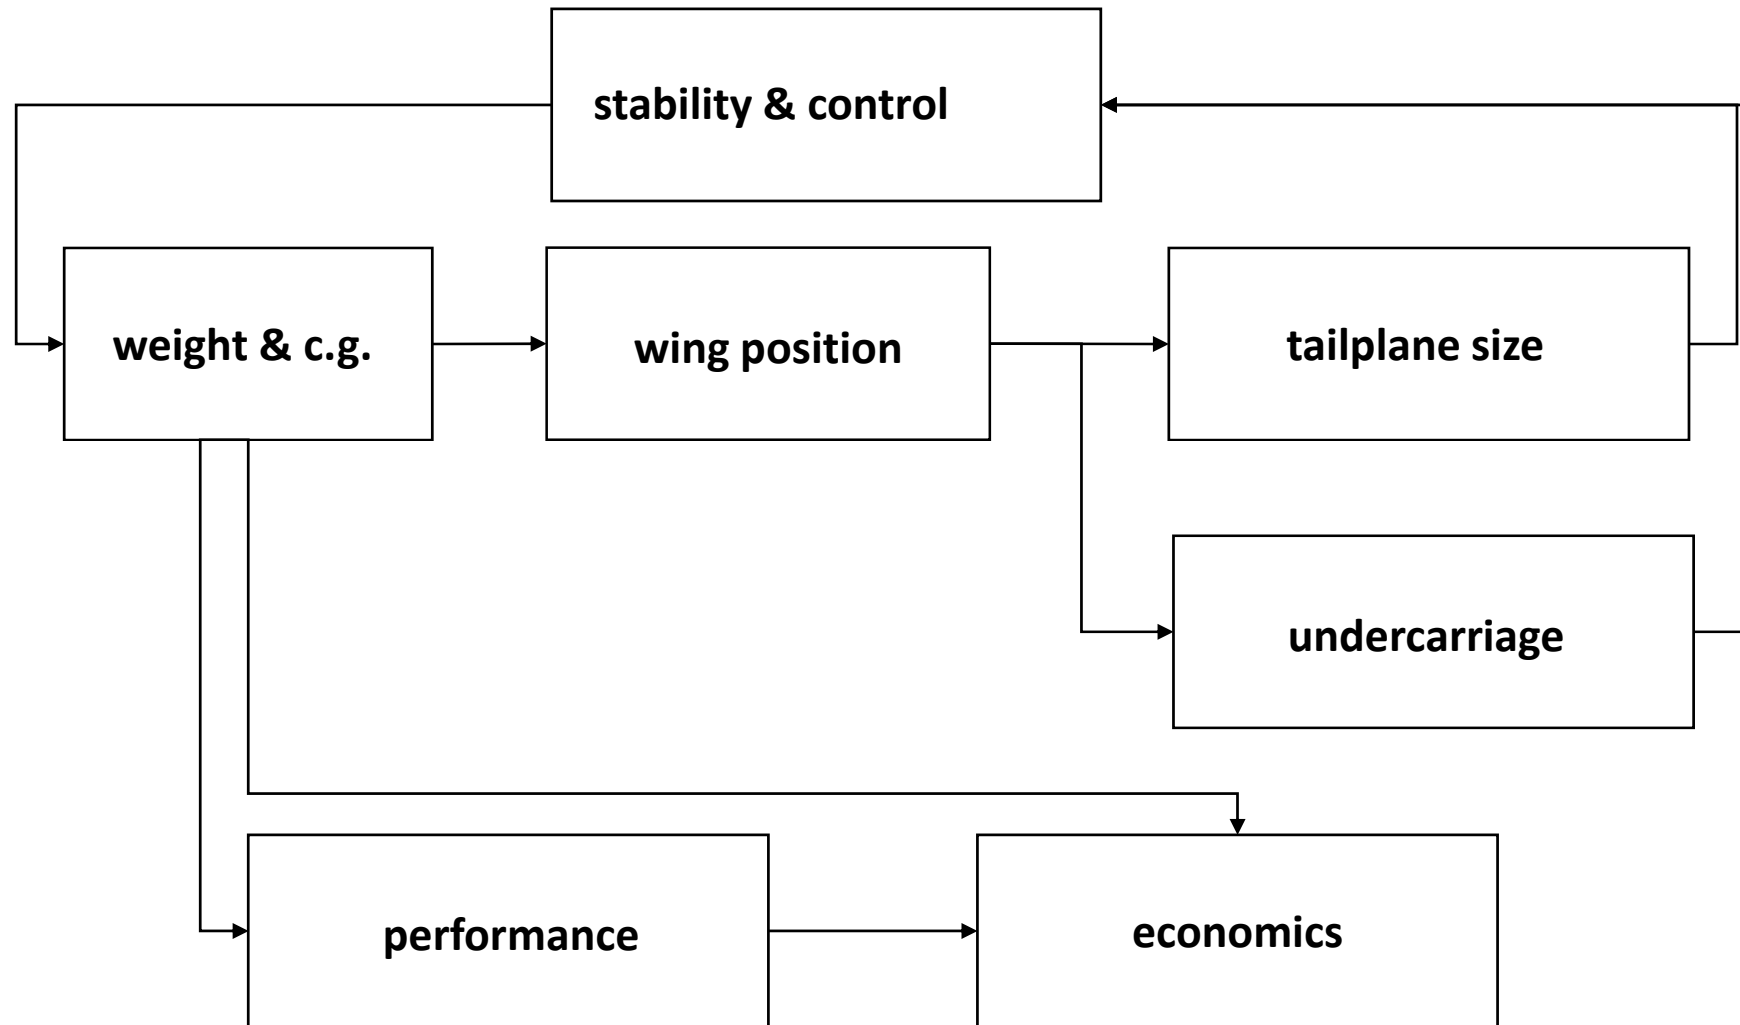 stability & control
weight & c.g.
wing position
tailplane size
undercarriage
performance
economics